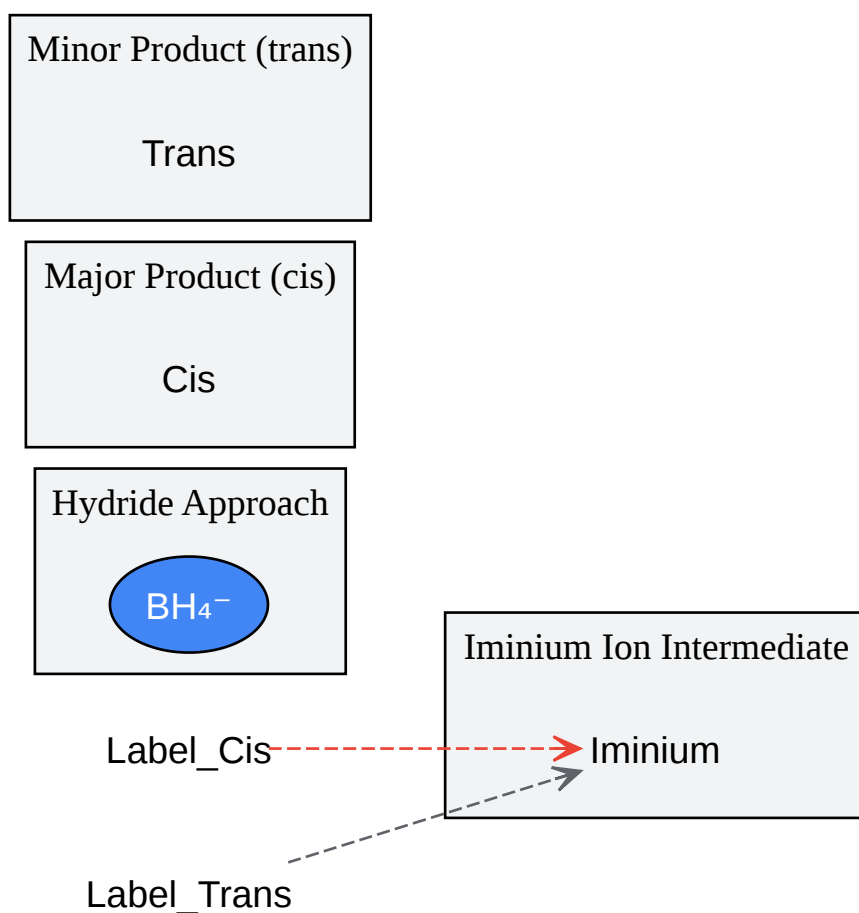 Minor Product (trans)
Trans
Major Product (cis)
Cis
Hydride Approach
BH₄⁻
Iminium Ion Intermediate
Label_Cis
Iminium
Label_Trans